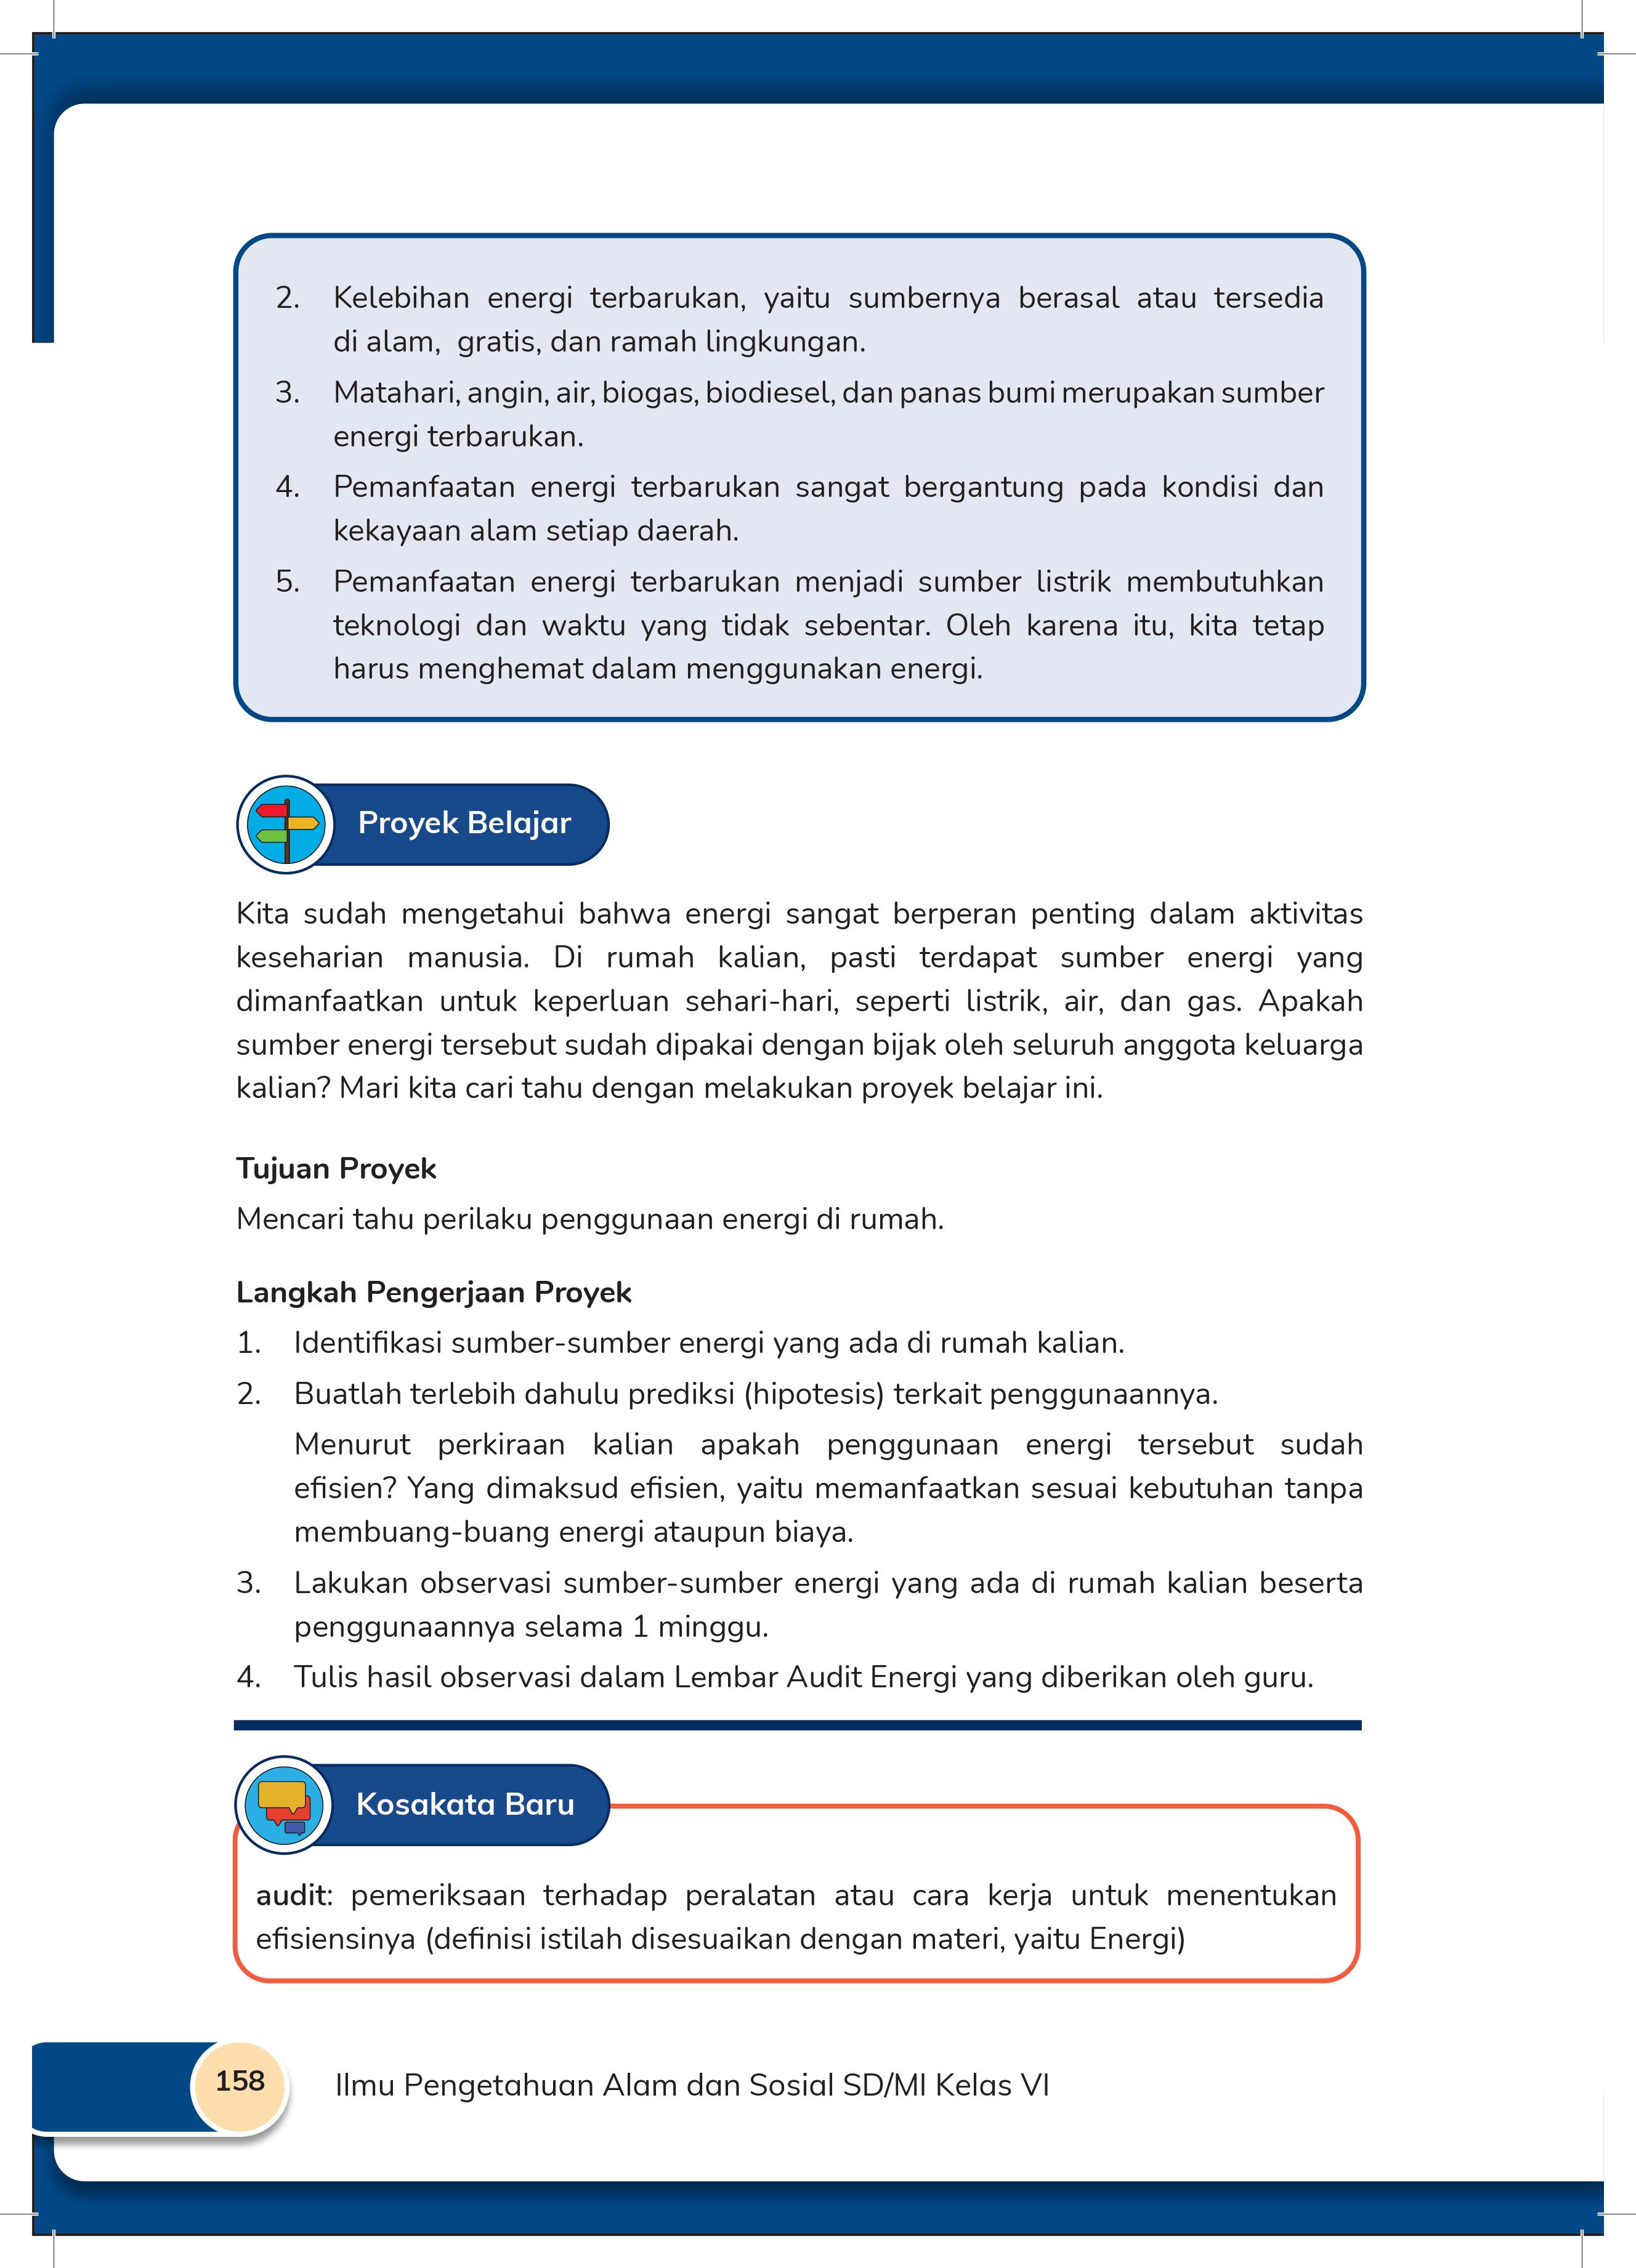 2. Kelebihan energi terbarukan, yaitu sumbernya berasal atau tersedia
di alam, gratis, dan ramah lingkungan.
3. Matahari, angin, air, biogas, biodiesel, dan panas bumi merupakan sumber
energi terbarukan.
4. Pemanfaatan energi terbarukan sangat bergantung pada kondisi dan
kekayaan alam setiap daerah.
5. Pemanfaatan energi terbarukan menjadi sumber listrik membutuhkan
teknologi dan waktu yang tidak sebentar. Oleh karena itu, kita tetap
harus menghemat dalam menggunakan energi.
Proyek Belajar
Kita sudah mengetahui bahwa energi sangat berperan penting dalam aktivitas
keseharian manusia. Di rumah kalian, pasti terdapat sumber energi yang
dimanfaatkan untuk keperluan sehari-hari, seperti listrik, air, dan gas. Apakah
sumber energi tersebut sudah dipakai dengan bijak oleh seluruh anggota keluarga
kalian? Mari kita cari tahu dengan melakukan proyek belajar ini.
Tujuan Proyek
Mencari tahu perilaku penggunaan energi di rumah.
Langkah Pengerjaan Proyek
1. Identifikasi sumber-sumber energi yang ada di rumah kalian.
2. Buatlah terlebih dahulu prediksi (hipotesis) terkait penggunaannya.
Menurut perkiraan kalian apakah penggunaan energi tersebut sudah
efisien? Yang dimaksud efisien, yaitu memanfaatkan sesuai kebutuhan tanpa
membuang-buang energi ataupun biaya.
3. Lakukan observasi sumber-sumber energi yang ada di rumah kalian beserta
penggunaannya selama 1 minggu.
4. Tulis hasil observasi dalam Lembar Audit Energi yang diberikan oleh guru.
Kosakata Baru
audit: pemeriksaan terhadap peralatan atau cara kerja untuk menentukan
efisiensinya (definisi istilah disesuaikan dengan materi, yaitu Energi)
158 Ilmu Pengetahuan Alam dan Sosial SD/MI Kelas VI